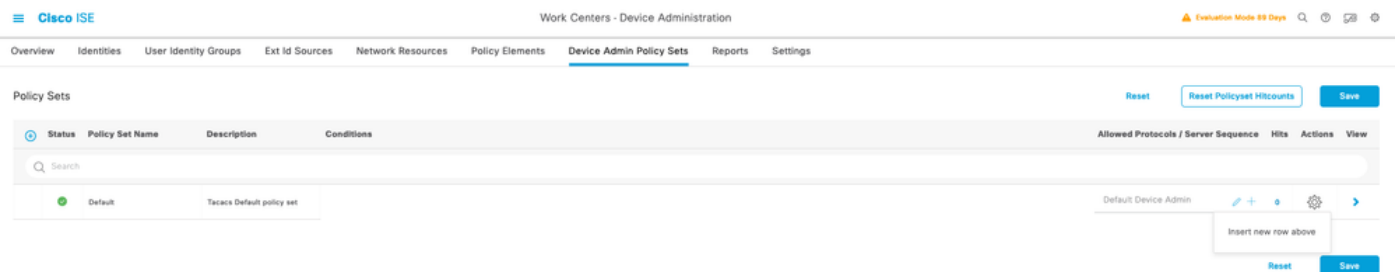 Cisco ISE
Work Centers - Device Administration
Evaluation Mode 89 Days
Overview Identities User Identity Groups Ext Id Sources Network Resources Policy Elements Device Admin Policy Sets Reports Settings
Policy Sets
Reset Reset Policyset Hitcounts Save
Status Policy Set Name Description Conditions Allowed Protocols / Server Sequence Hits Actions View
Search
Default Tacacs Default policy set Default Device Admin 0
Insert new row above
Reset Save